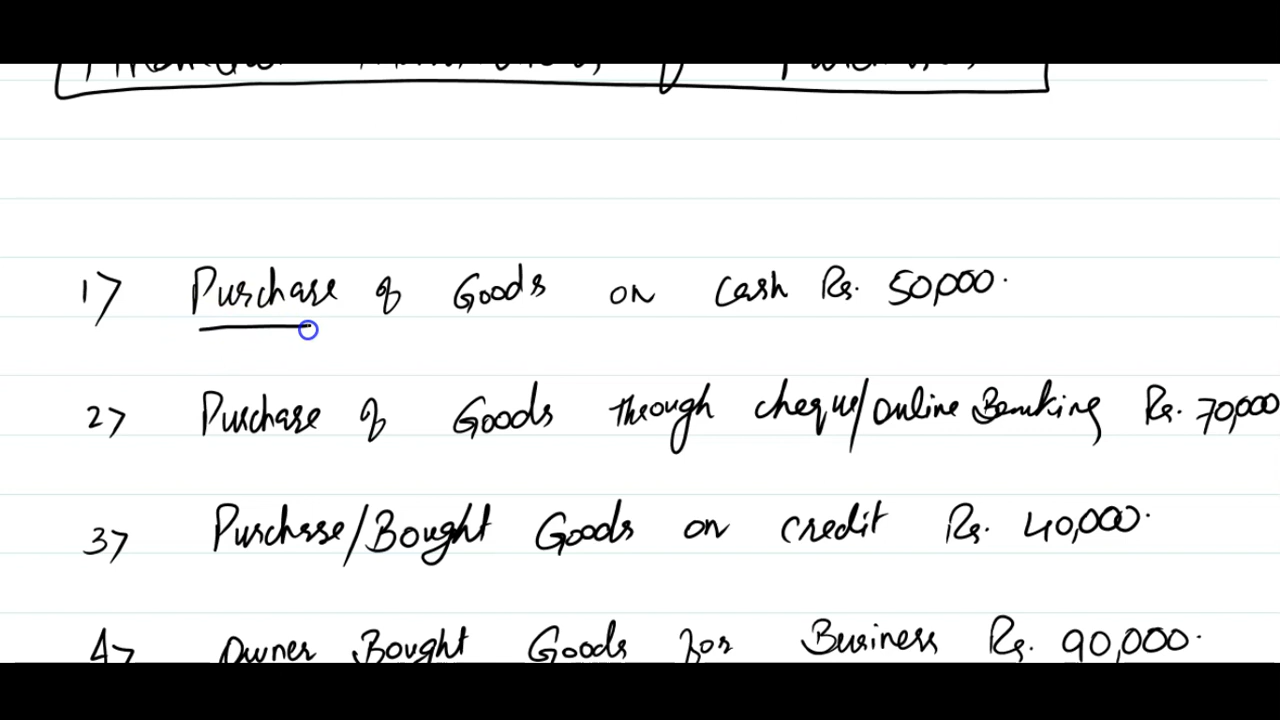 1) Purchase of Goods on Cash Rs. 50,000.
2) Purchase of Goods through cheque/online Banking Rs. 70,000
3) Purchase/Bought Goods on credit Rs. 40,000.
4) Owner Bought Goods for Business Rs. 90,000.